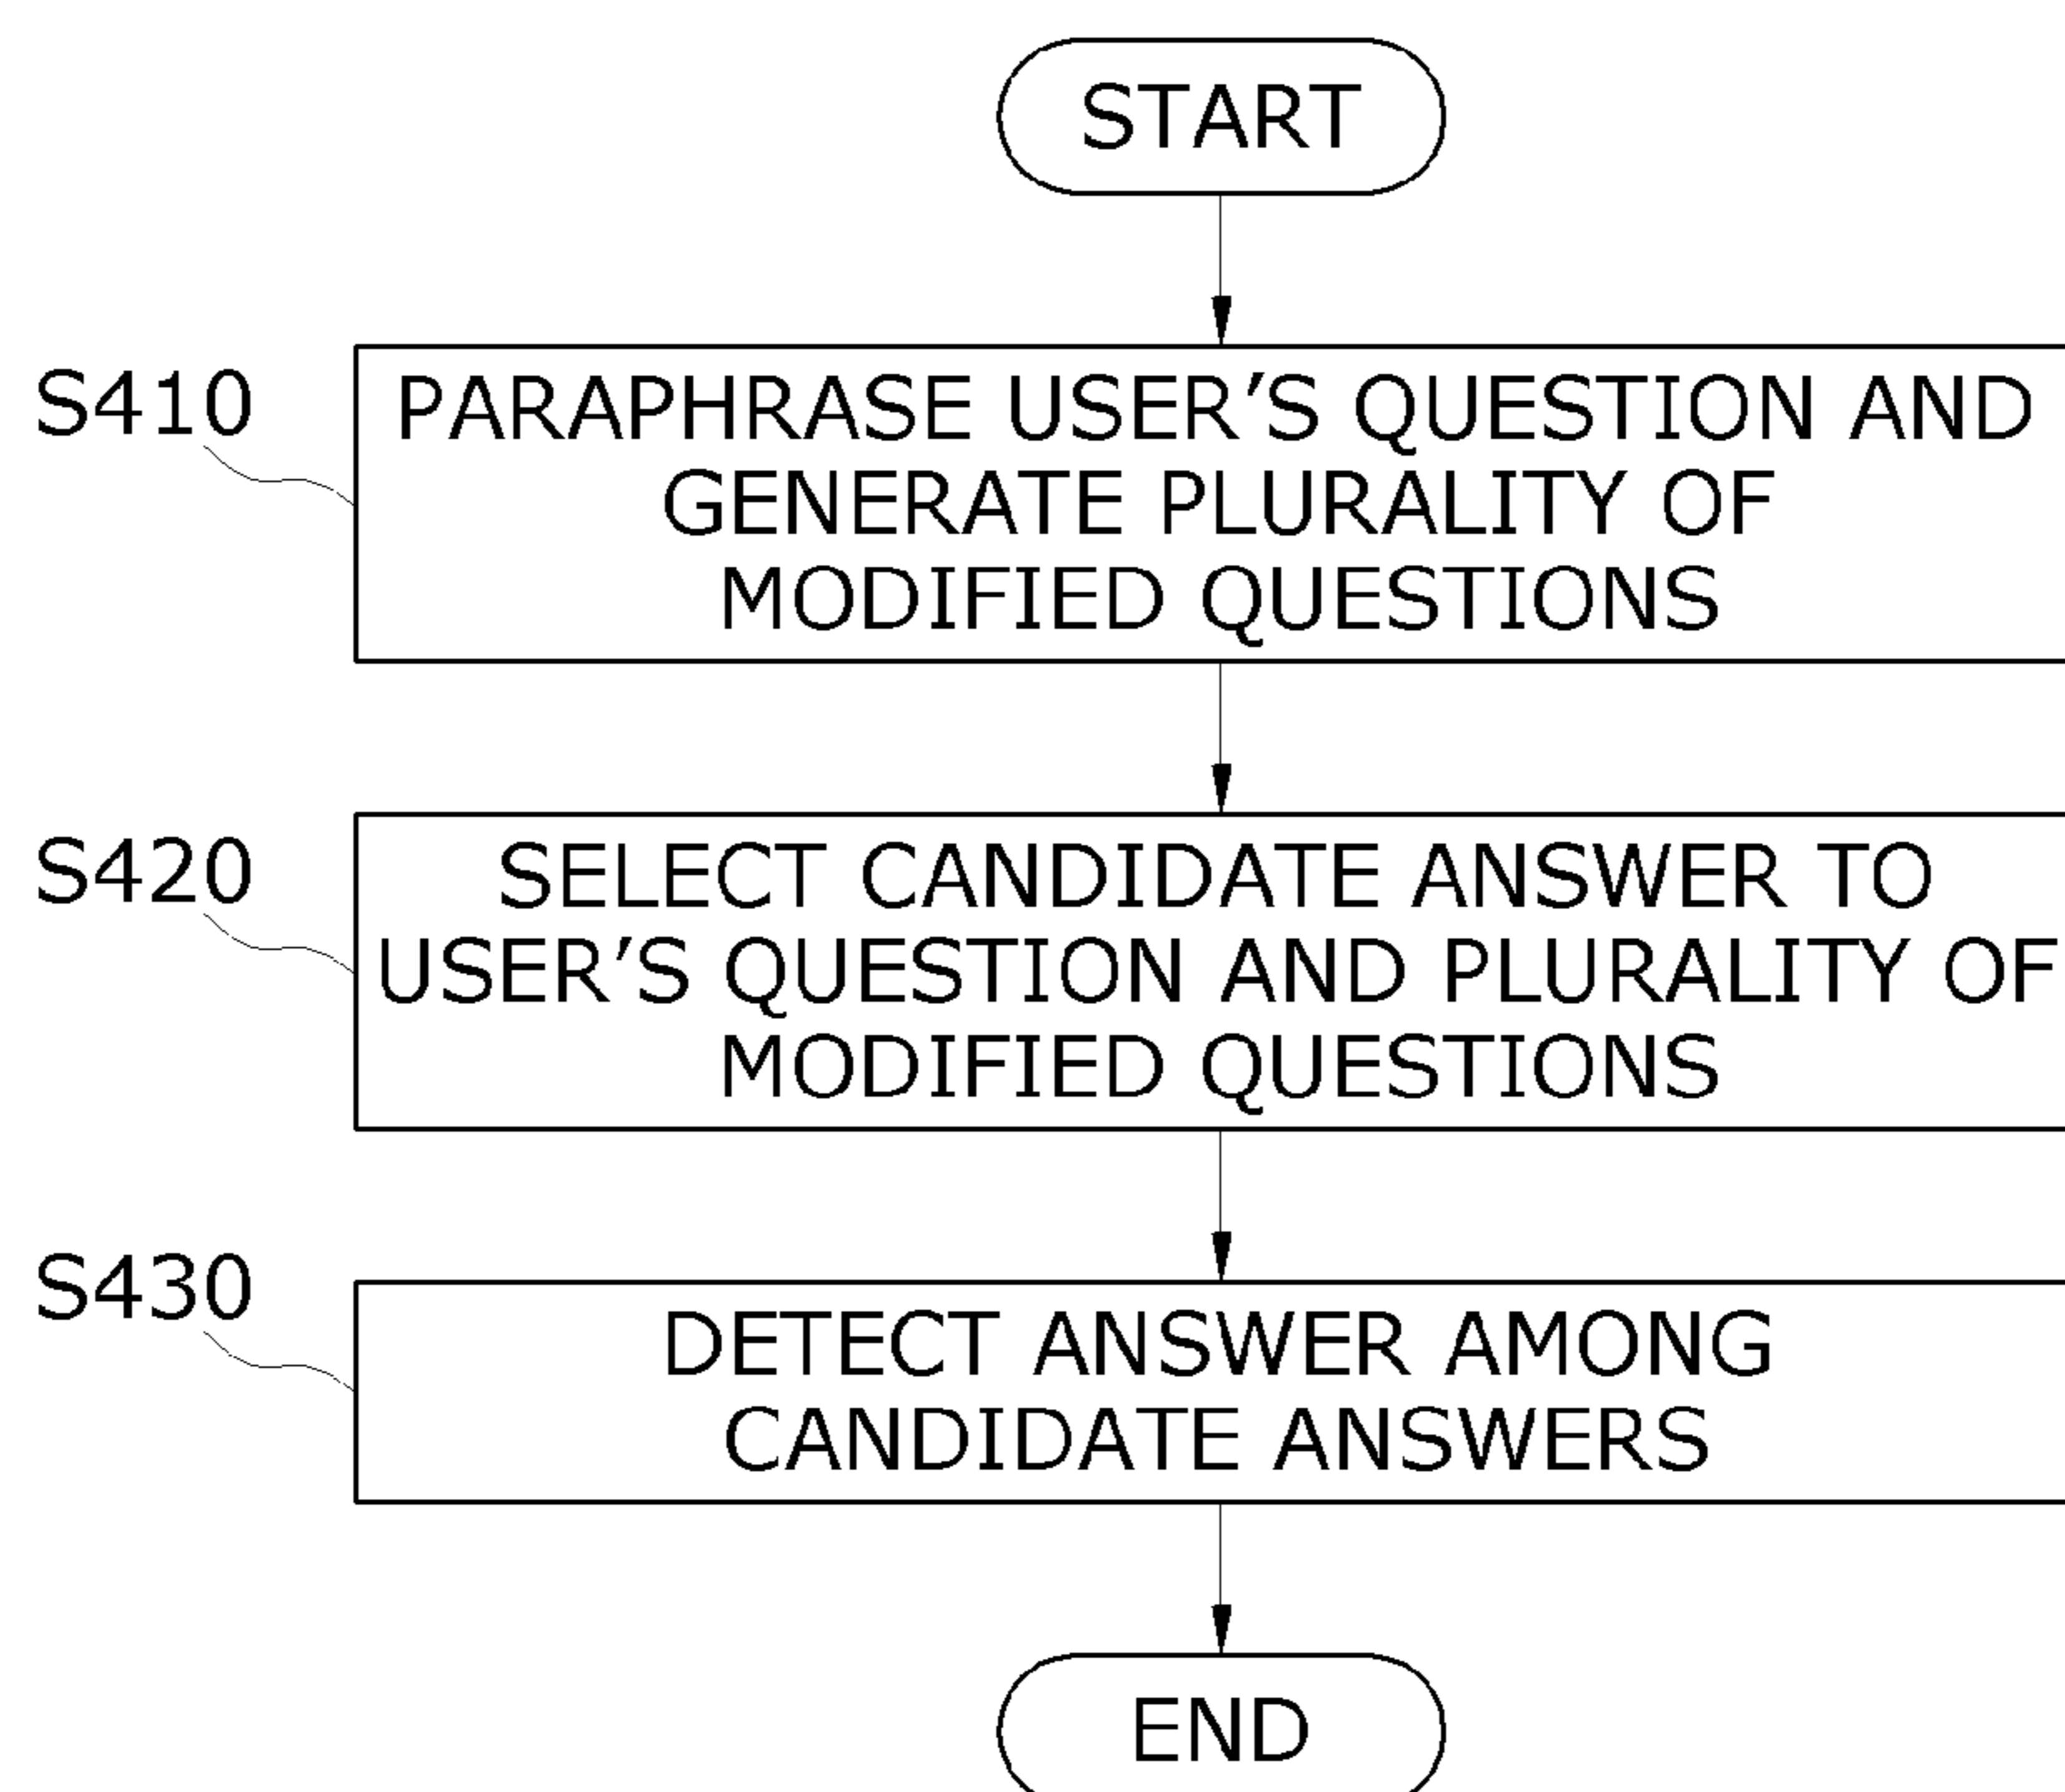 START
S410
PARAPHRASE USER’S QUESTION AND
GENERATE PLURALITY OF
MODIFIED QUESTIONS
S420
SELECT CANDIDATE ANSWER TO
USER’S QUESTION AND PLURALITY OF
MODIFIED QUESTIONS
S430
DETECT ANSWER AMONG
CANDIDATE ANSWERS
END